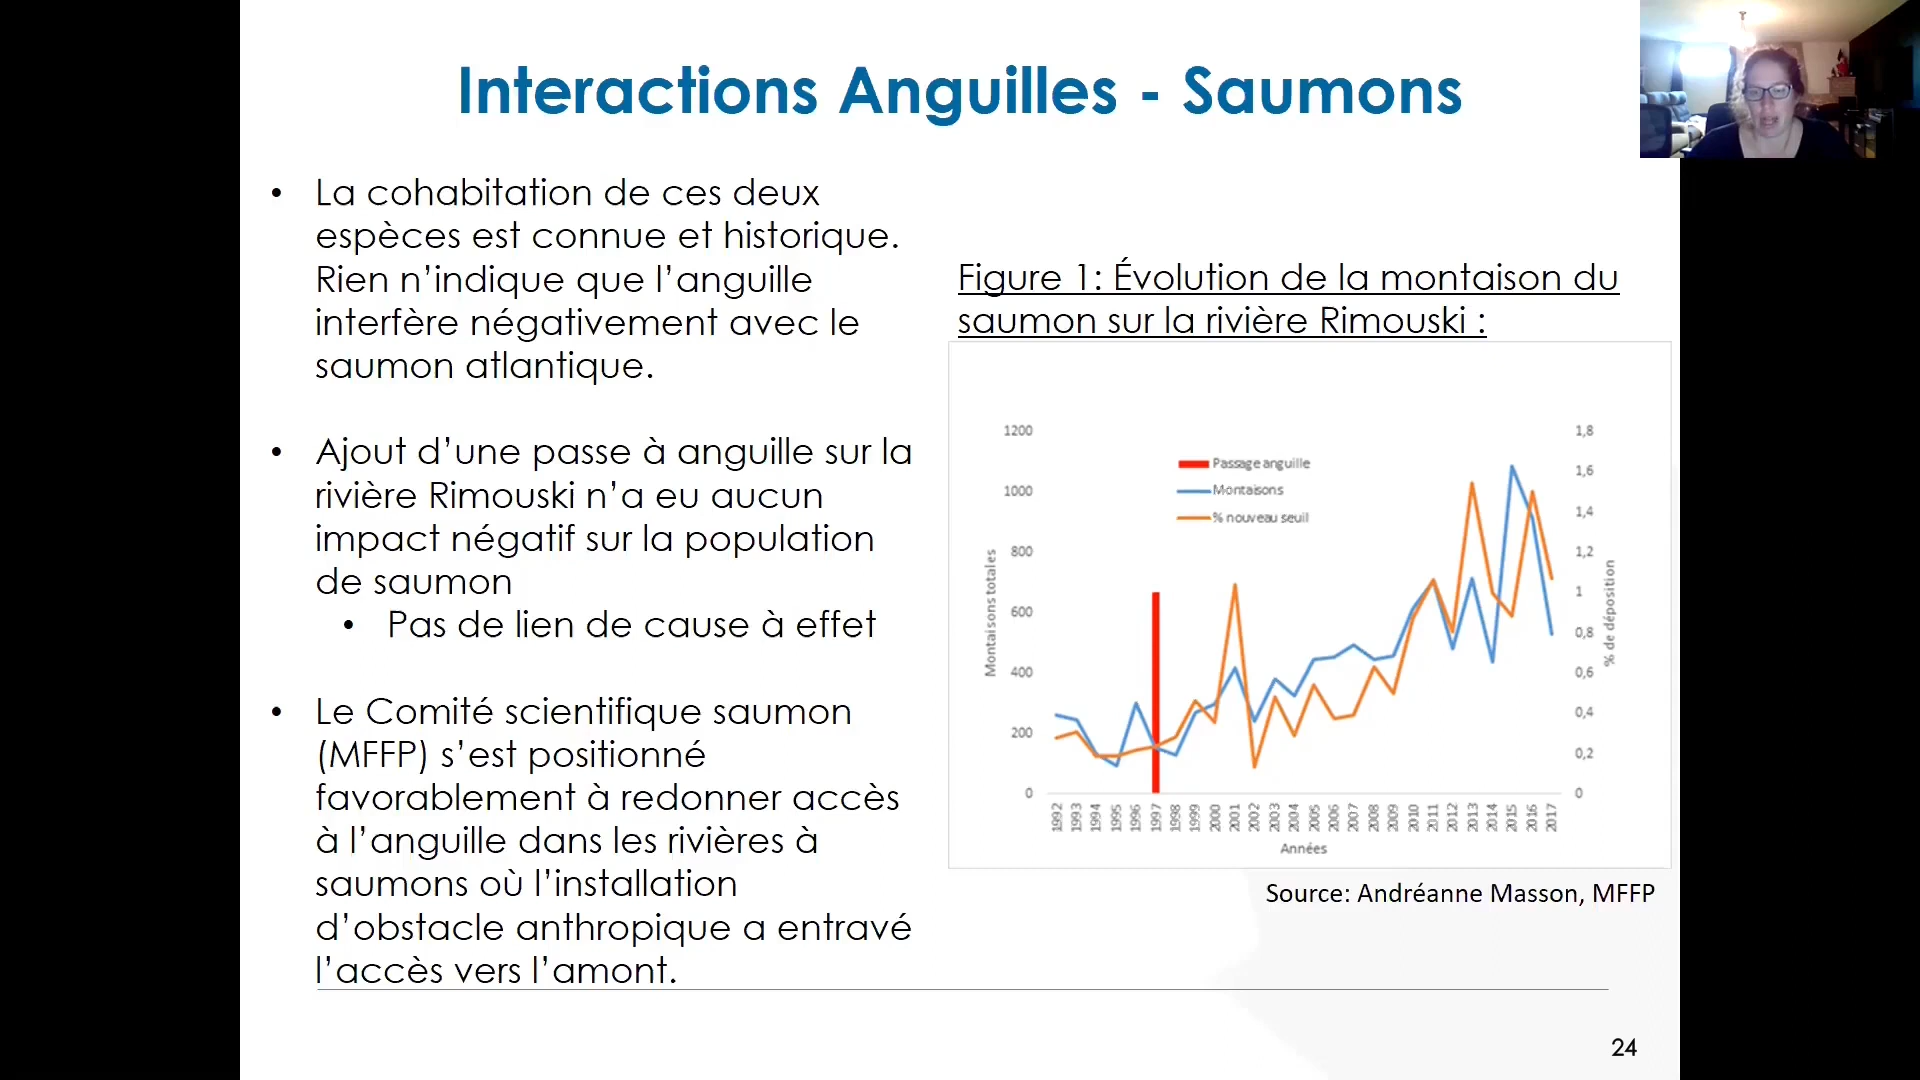 Interactions Anguilles - Saumons
• La cohabitation de ces deux
espèces est connue et historique.
Rien n’indique que l’anguille
interfère négativement avec le
saumon atlantique.
• Ajout d’une passe à anguille sur la
rivière Rimouski n’a eu aucun
impact négatif sur la population
de saumon
• Pas de lien de cause à effet
• Le Comité scientifique saumon
(MFFP) s’est positionné
favorablement à redonner accès
à l’anguille dans les rivières à
saumons où l’installation
d’obstacle anthropique a entravé
l’accès vers l’amont.
Figure 1: Évolution de la montaison du
saumon sur la rivière Rimouski :
Passage anguille
Montaisons
% nouveau seuil
Montaisons totales
1200
1000
800
600
400
200
0
1,8
1,6
1,4
1,2
1
0,8
0,6
0,4
0,2
0
% de déposition
1992 1993 1994 1995 1996 1997 1998 1999 2000 2001 2002 2003 2004 2005 2006 2007 2008 2009 2010 2011 2012 2013 2014 2015 2016 2017
Années
Source: Andréanne Masson, MFFP
24